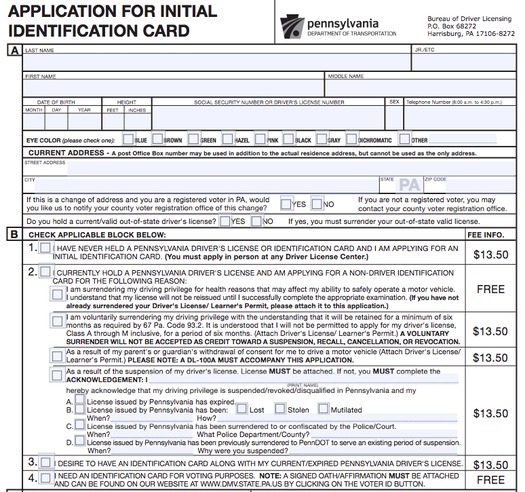 APPLICATION FOR INITIAL
IDENTIFICATION CARD
pennsylvania
DEPARTMENT OF TRANSPORTATION
Bureau of Driver Licensing
P.O. Box 68272
Harrisburg, PA 17106-8272
A
LAST NAME
JR./ETC
FIRST NAME
MIDDLE NAME
DATE OF BIRTH
HEIGHT
SOCIAL SECURITY NUMBER OR DRIVER'S LICENSE NUMBER
SEX
Telephone Number (8:00 a.m. to 4:30 p.m.)
MONTH DAY YEAR FEET INCHES
EYE COLOR (please check one): BLUE BROWN GREEN HAZEL PINK BLACK GRAY DICHROMATIC OTHER
CURRENT ADDRESS - A post Office Box number may be used in addition to the actual residence address, but cannot be used as the only address.
STREET ADDRESS
CITY
STATE PA ZIP CODE
If this is a change of address and you are a registered voter in PA, would
you like us to notify your county voter registration office of this change?
YES NO
If you are not a registered voter, you may
contact your county voter registration office.
Do you hold a current/valid out-of-state driver's license? YES NO If yes, you must surrender your out-of-state valid license.
B CHECK APPLICABLE BLOCK BELOW: FEE INFO.
1. I HAVE NEVER HELD A PENNSYLVANIA DRIVER'S LICENSE OR IDENTIFICATION CARD AND I AM APPLYING FOR AN
INITIAL IDENTIFICATION CARD. (You must apply in person at any Driver License Center.)
$13.50
2. I CURRENTLY HOLD A PENNSYLVANIA DRIVER'S LICENSE AND AM APPLYING FOR A NON-DRIVER IDENTIFICATION
CARD FOR THE FOLLOWING REASON:
I am surrendering my driving privilege for health reasons that may affect my ability to safely operate a motor vehicle.
I understand that my license will not be reissued until I successfully complete the appropriate examination. (If you have not
already surrendered your Driver's License/ Learner's Permit, please attach it to this application.)
FREE
I am voluntarily surrendering my driving privilege with the understanding that it will be retained for a minimum of six
months as required by 67 Pa. Code 93.2. It is understood that I will not be permitted to apply for my driver's license,
Class A through M inclusive, for a period of six months. (Attach Driver's License/ Learner's Permit.) A VOLUNTARY
SURRENDER WILL NOT BE ACCEPTED AS CREDIT TOWARD A SUSPENSION, RECALL, CANCELLATION, OR REVOCATION.
$13.50
As a result of my parent's or guardian's withdrawal of consent for me to drive a motor vehicle (Attach Driver's License/
Learner's Permit.) PLEASE NOTE: A DL-100A MUST ACCOMPANY THIS APPLICATION.
$13.50
As a result of the suspension of my driver's license. License MUST be attached. If not, you MUST complete the
ACKNOWLEDGEMENT: I
(PRINT NAME)
hereby acknowledge that my driving privilege is suspended/revoked/disqualified in Pennsylvania and my
A. License issued by Pennsylvania has expired.
B. License issued by Pennsylvania has been: Lost Stolen Mutilated
When? How?
C. License issued by Pennsylvania has been surrendered to or confiscated by the Police/Court.
When? What Police Department/County?
D. License issued by Pennsylvania has been previously surrendered to PennDOT to serve an existing period of suspension.
When? Why were you suspended?
$13.50
3. I DESIRE TO HAVE AN IDENTIFICATION CARD ALONG WITH MY CURRENT/EXPIRED PENNSYLVANIA DRIVER'S LICENSE. $13.50
4. I NEED AN IDENTIFICATION CARD FOR VOTING PURPOSES. NOTE: A SIGNED OATH/AFFIRMATION MUST BE ATTACHED
AND CAN BE FOUND ON OUR WEBSITE AT WWW.DMV.STATE.PA.US BY CLICKING ON THE VOTER ID BUTTON.
FREE